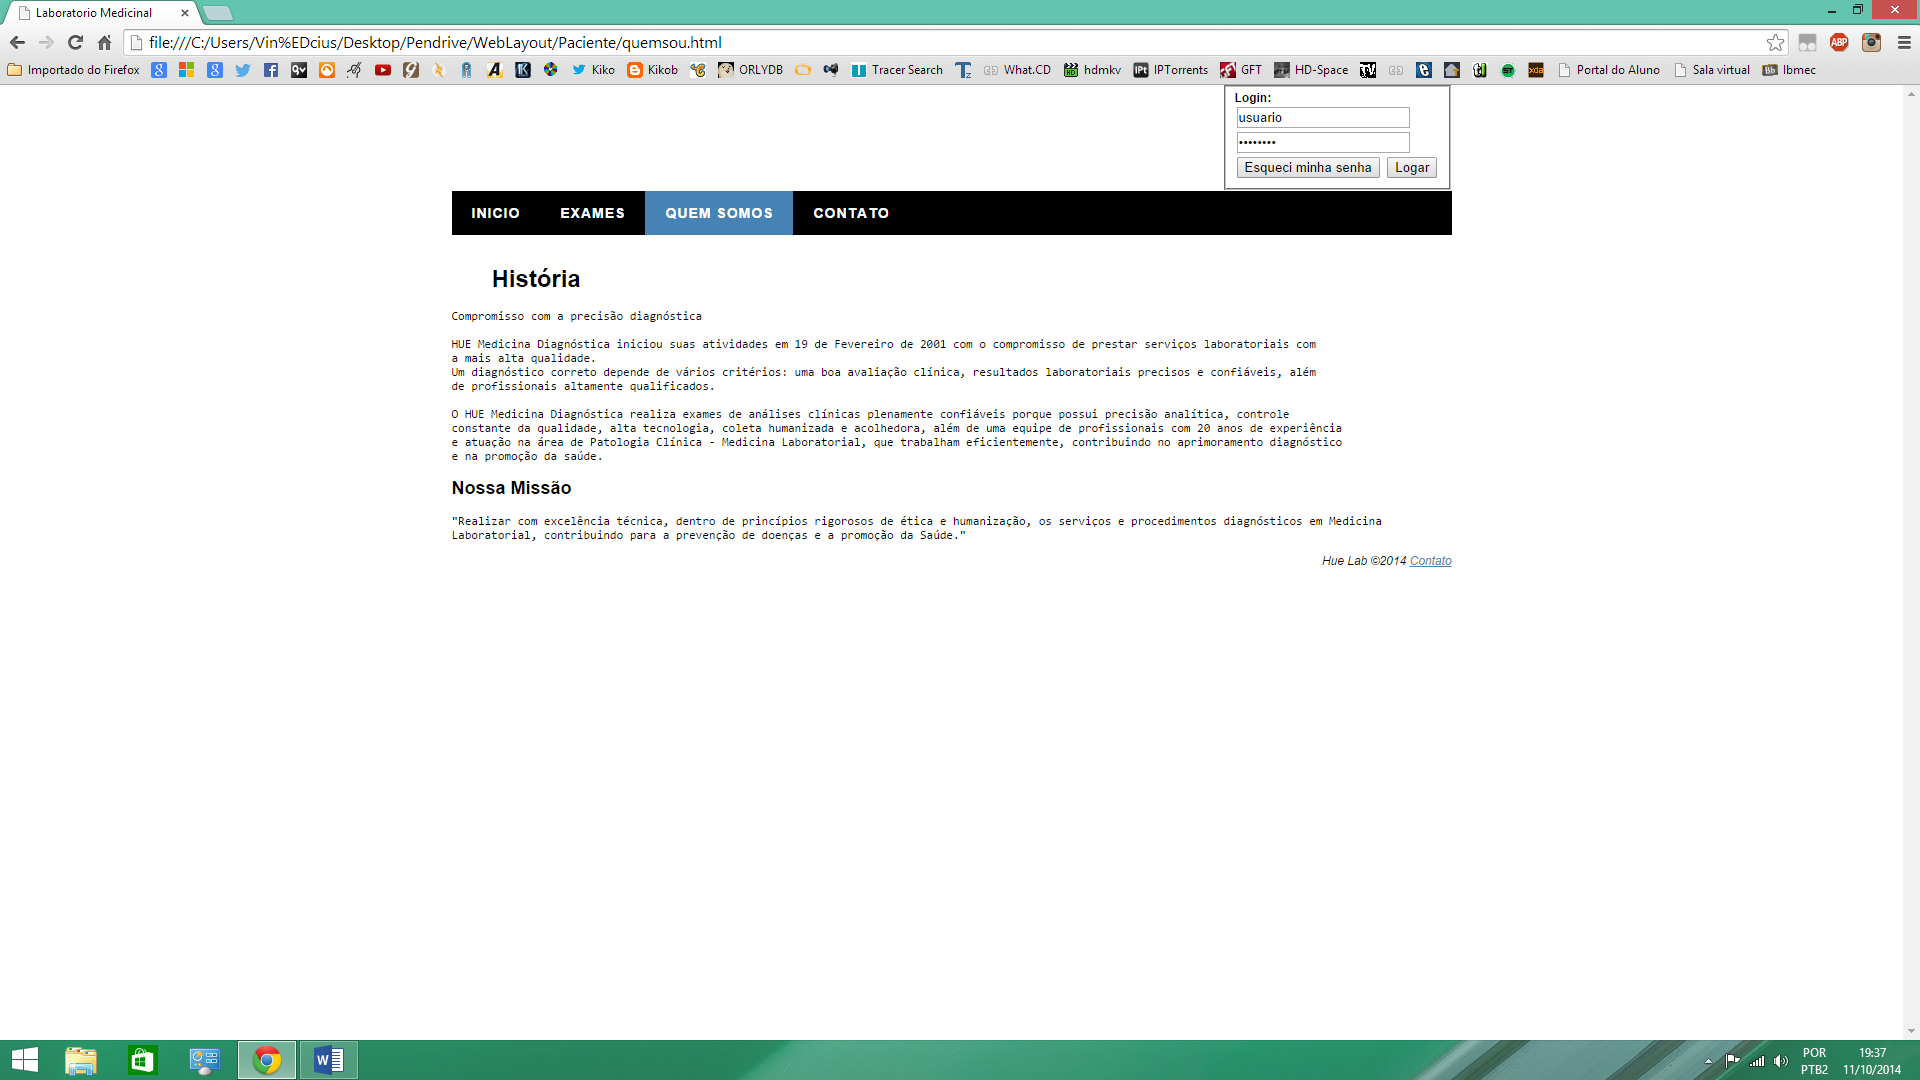 Laboratorio Medicinal
file:///C:/Users/Vin%EDcius/Desktop/Pendrive/WebLayout/Paciente/quemsou.html
ABP
Importado do Firefox Kiko Kikob ORLYDB Tracer Search What.CD hdmkv IPTorrents GFT HD-Space Portal do Aluno Sala virtual Ibmec
Login:
usuario
••••••••
Esqueci minha senha Logar
INICIO EXAMES QUEM SOMOS CONTATO
História
Compromisso com a precisão diagnóstica
HUE Medicina Diagnóstica iniciou suas atividades em 19 de Fevereiro de 2001 com o compromisso de prestar serviços laboratoriais com
a mais alta qualidade.
Um diagnóstico correto depende de vários critérios: uma boa avaliação clínica, resultados laboratoriais precisos e confiáveis, além
de profissionais altamente qualificados.
O HUE Medicina Diagnóstica realiza exames de análises clínicas plenamente confiáveis porque possui precisão analítica, controle
constante da qualidade, alta tecnologia, coleta humanizada e acolhedora, além de uma equipe de profissionais com 20 anos de experiência
e atuação na área de Patologia Clínica - Medicina Laboratorial, que trabalham eficientemente, contribuindo no aprimoramento diagnóstico
e na promoção da saúde.
Nossa Missão
"Realizar com excelência técnica, dentro de princípios rigorosos de ética e humanização, os serviços e procedimentos diagnósticos em Medicina
Laboratorial, contribuindo para a prevenção de doenças e a promoção da Saúde."
Hue Lab ©2014 Contato
POR 19:37
PTB2 11/10/2014